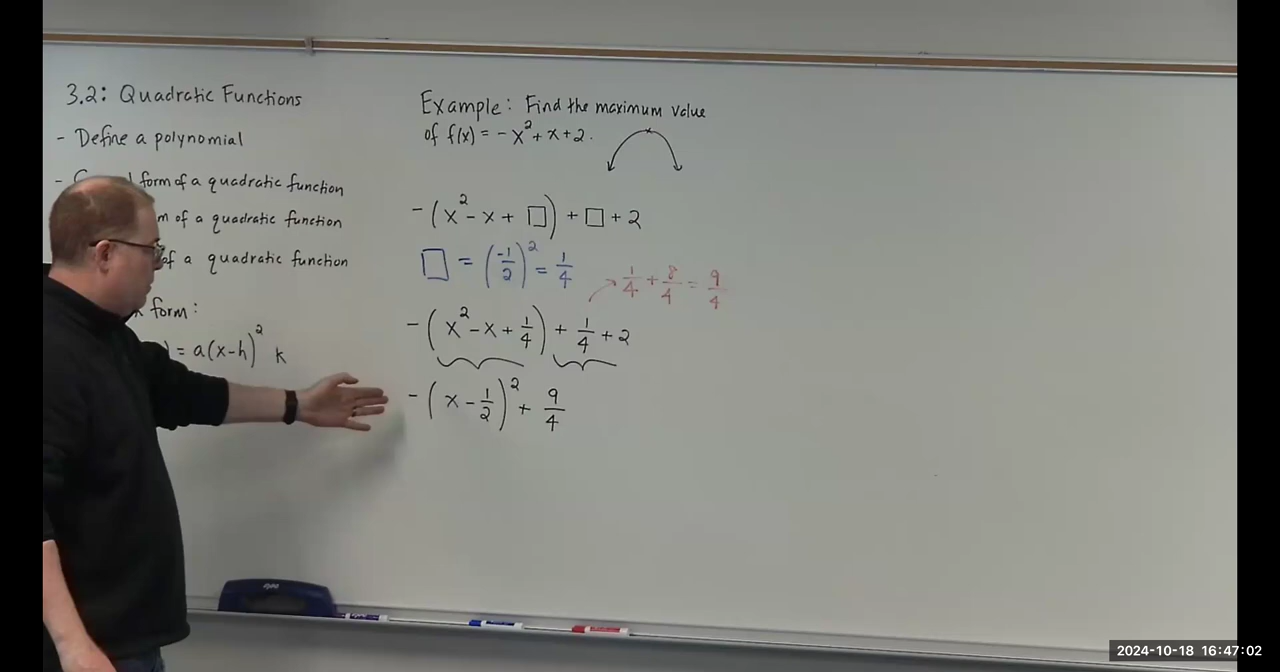 3.2: Quadratic Functions
- Define a polynomial
- form of a quadratic function
of a quadratic function
of a quadratic function
form:
= a(x-h)² k
Example: Find the maximum value
of f(x) = -x² + x + 2.
-(x² - x + □) + □ + 2
□ = (-1/2)² = 1/4
1/4 + 8/4 = 9/4
-(x² - x + 1/4) + 1/4 + 2
-(x - 1/2)² + 9/4
expo
2024-10-18 16:47:02